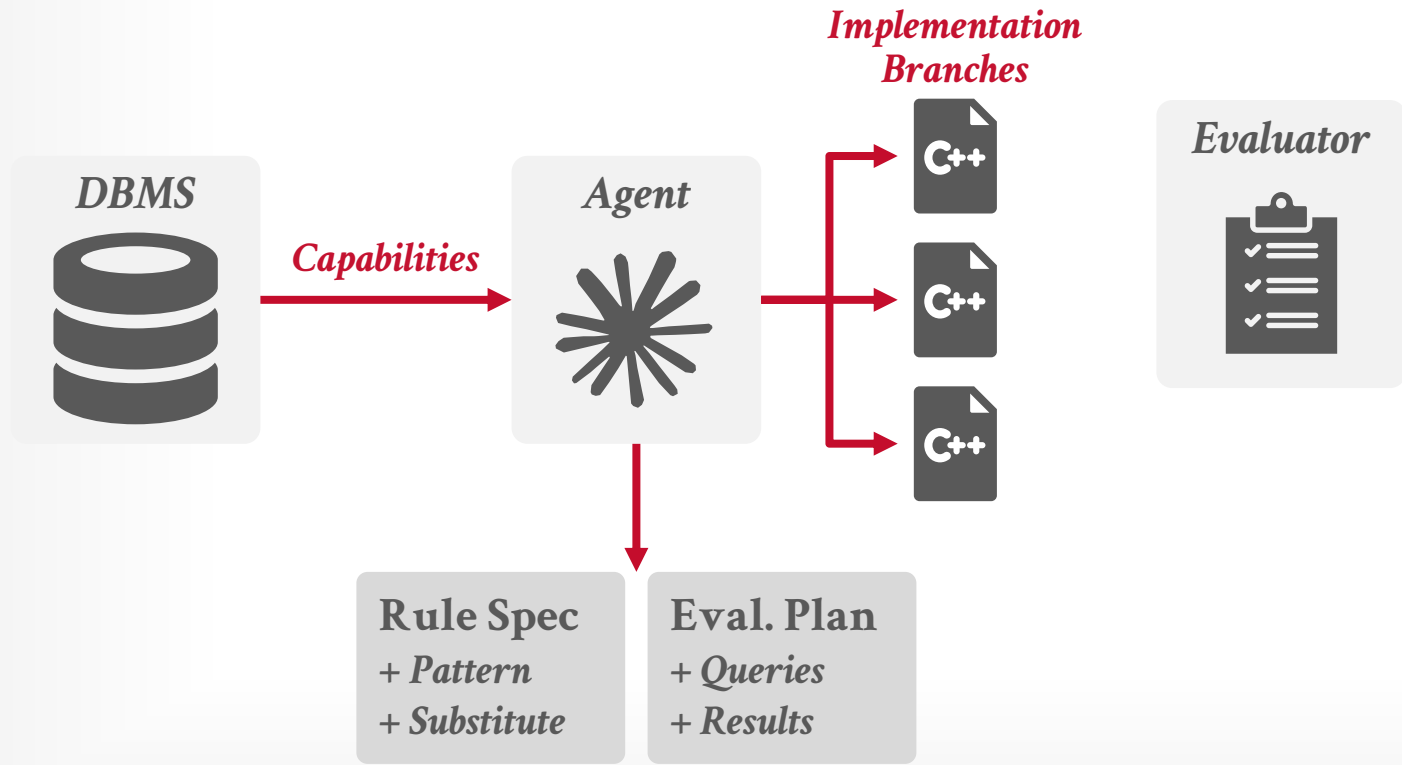 Implementation
Branches
DBMS
Capabilities
Agent
C++
C++
C++
Evaluator
Rule Spec
+ Pattern
+ Substitute
Eval. Plan
+ Queries
+ Results